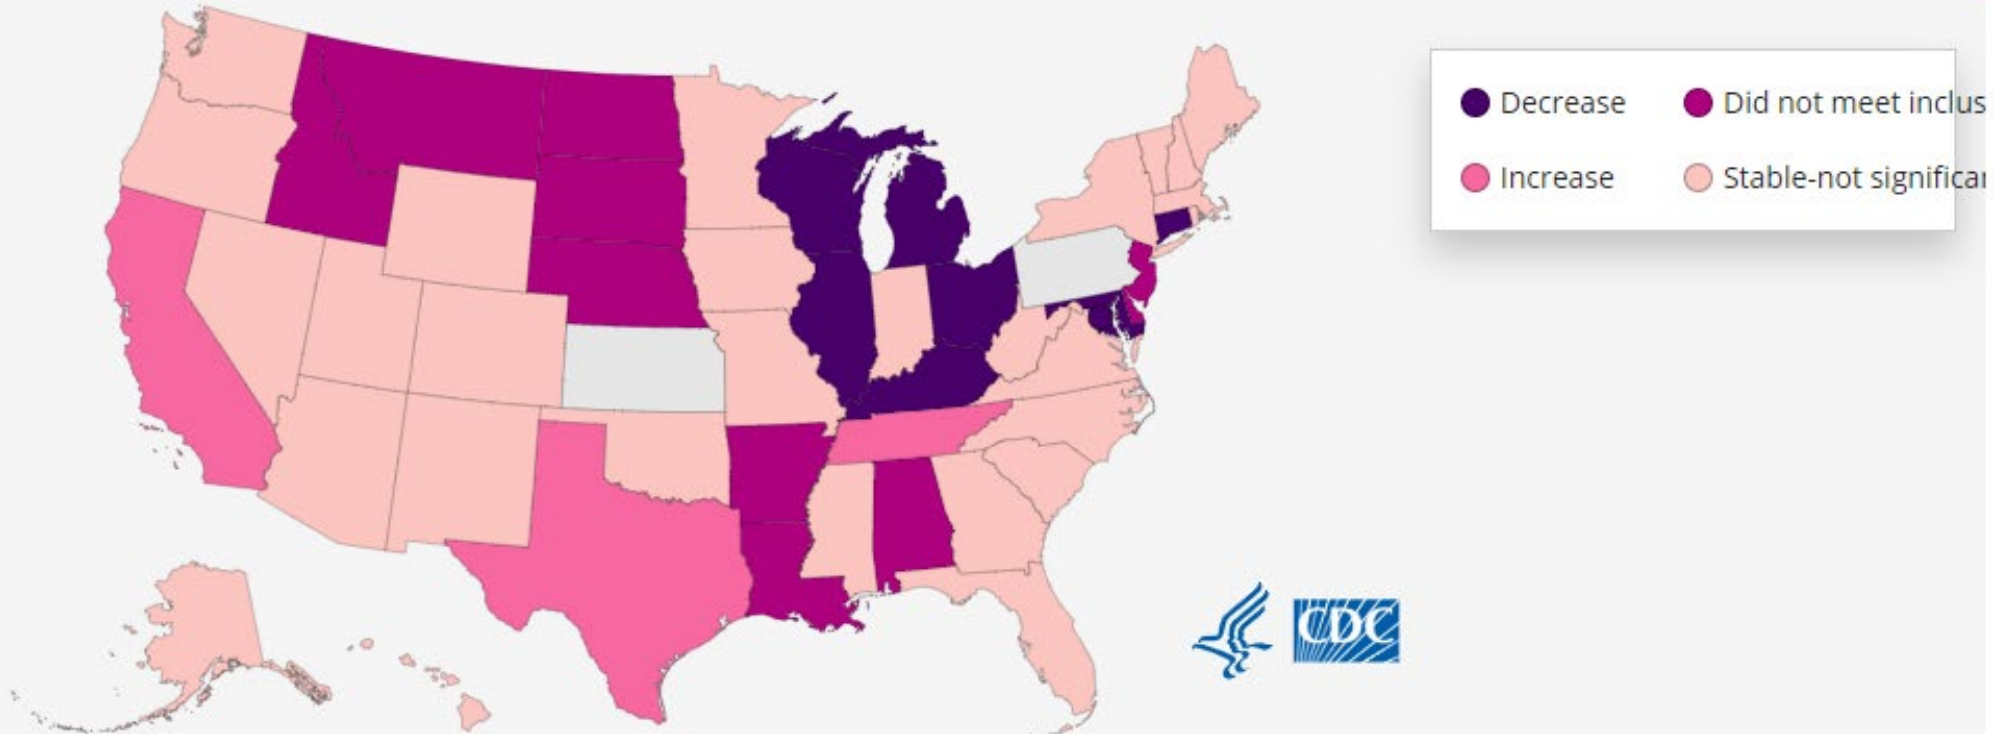 Decrease
Did not meet inclus
Increase
Stable-not significa
CDC